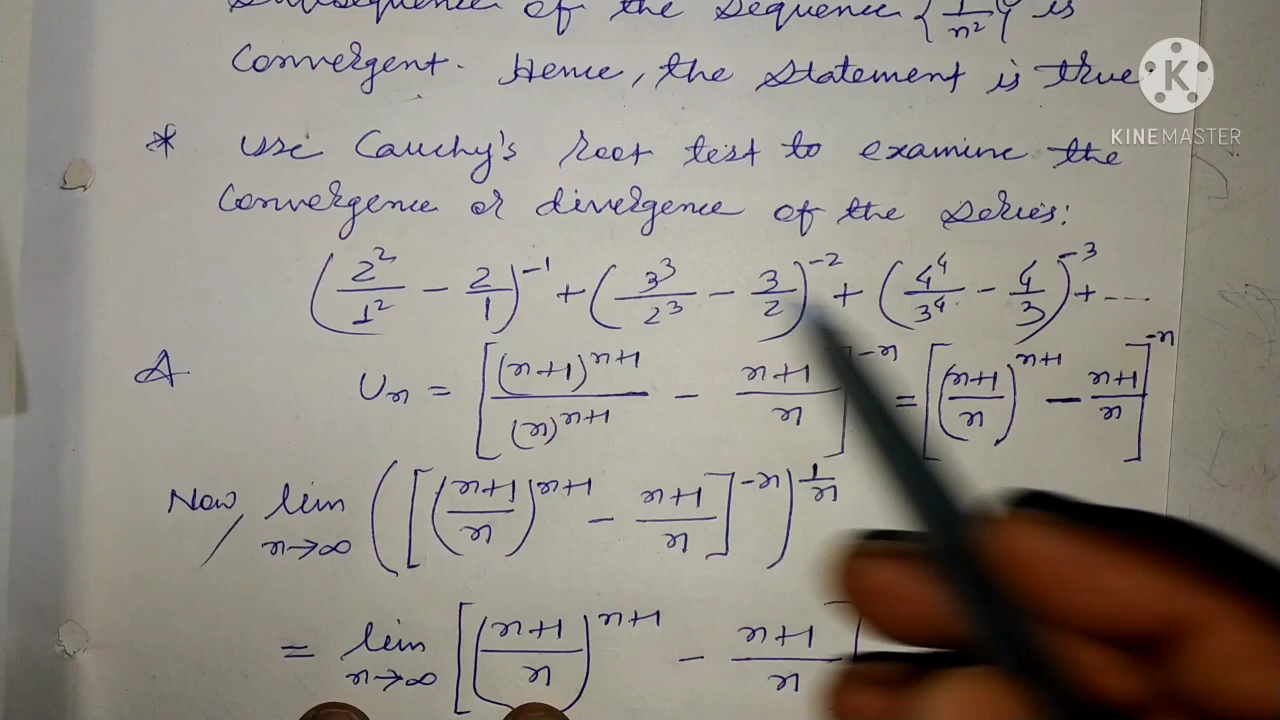 Subsequence of the Sequence {1/n²} is
Convergent. Hence, the statement is true.
KINEMASTER
* Use Cauchy's root test to examine the
Convergence or divergence of the series:
(2²/1² - 2/1)⁻¹ + (3³/2³ - 3/2)⁻² + (4⁴/3⁴ - 4/3)⁻³ + ----
A Uₙ = [(n+1)ⁿ⁺¹/(n)ⁿ⁺¹ - (n+1)/n]⁻ⁿ = [((n+1)/n)ⁿ⁺¹ - (n+1)/n]⁻ⁿ
Now, lim n→∞ ([((n+1)/n)ⁿ⁺¹ - (n+1)/n]⁻ⁿ)^(1/n)
= lim n→∞ [((n+1)/n)ⁿ⁺¹ - (n+1)/n]